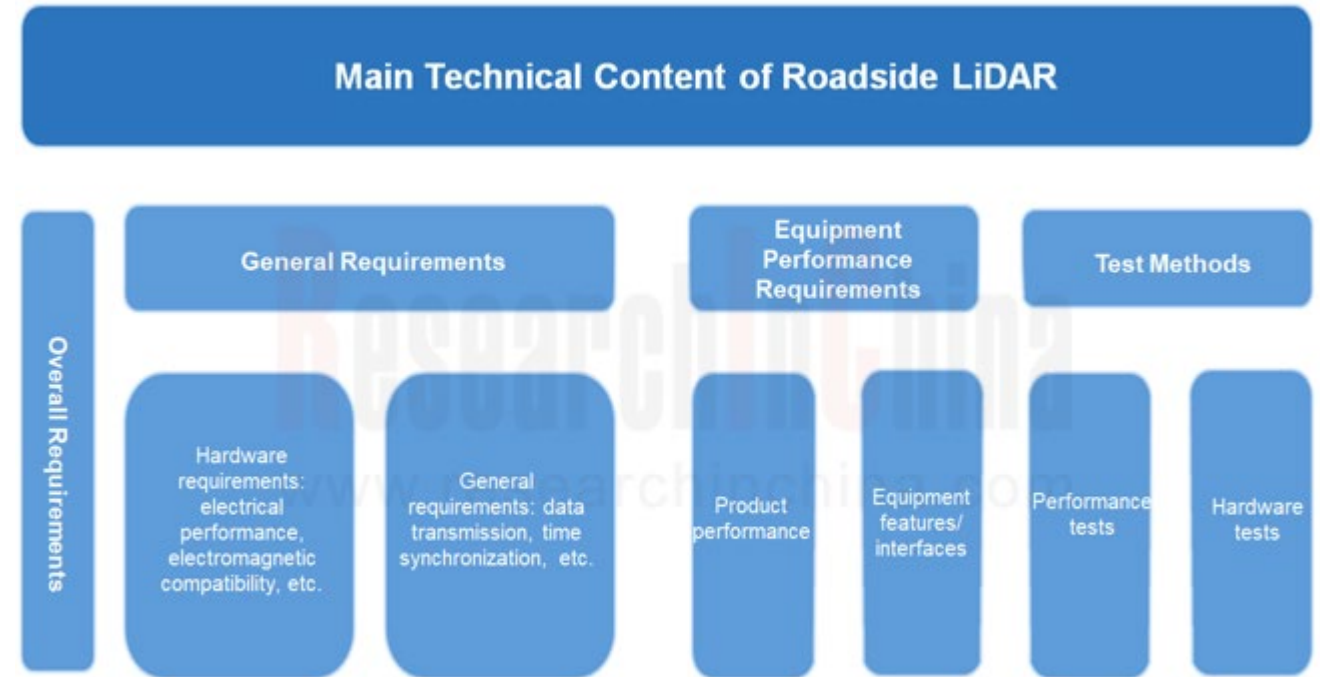 Main Technical Content of Roadside LiDAR
Overall Requirements
General Requirements
Hardware
requirements:
electrical
performance,
electromagnetic
compatibility, etc.
General
requirements: data
transmission, time
synchronization, etc.
Equipment
Performance
Requirements
Product
performance
Equipment
features/
interfaces
Test Methods
Performance
tests
Hardware
tests
ResearchInChina
www.researchinchina.com